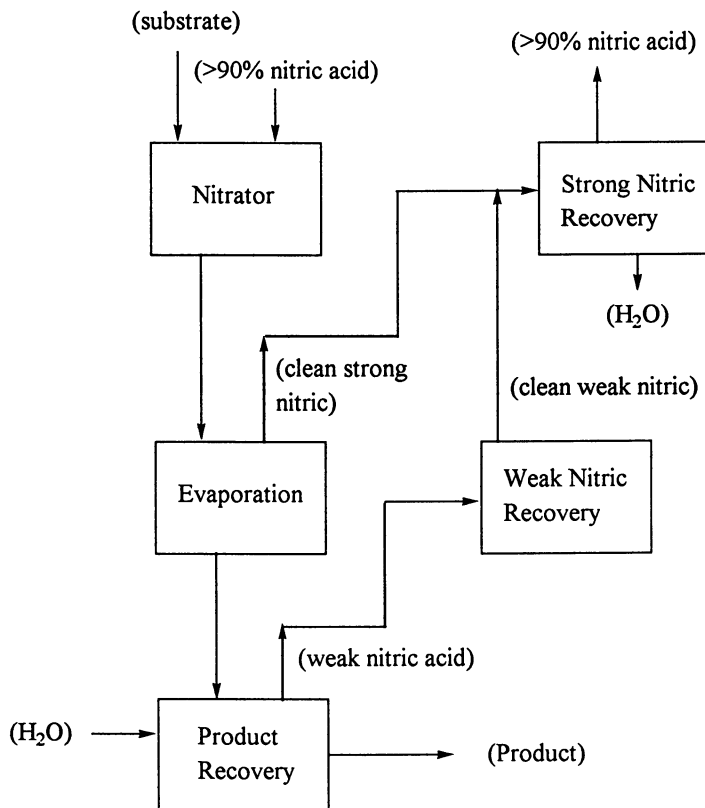 (substrate)
(>90% nitric acid)
(>90% nitric acid)
Nitrator
Strong Nitric
Recovery
(H₂O)
(clean strong
nitric)
(clean weak nitric)
Evaporation
Weak Nitric
Recovery
(weak nitric acid)
(H₂O)
Product
Recovery
(Product)